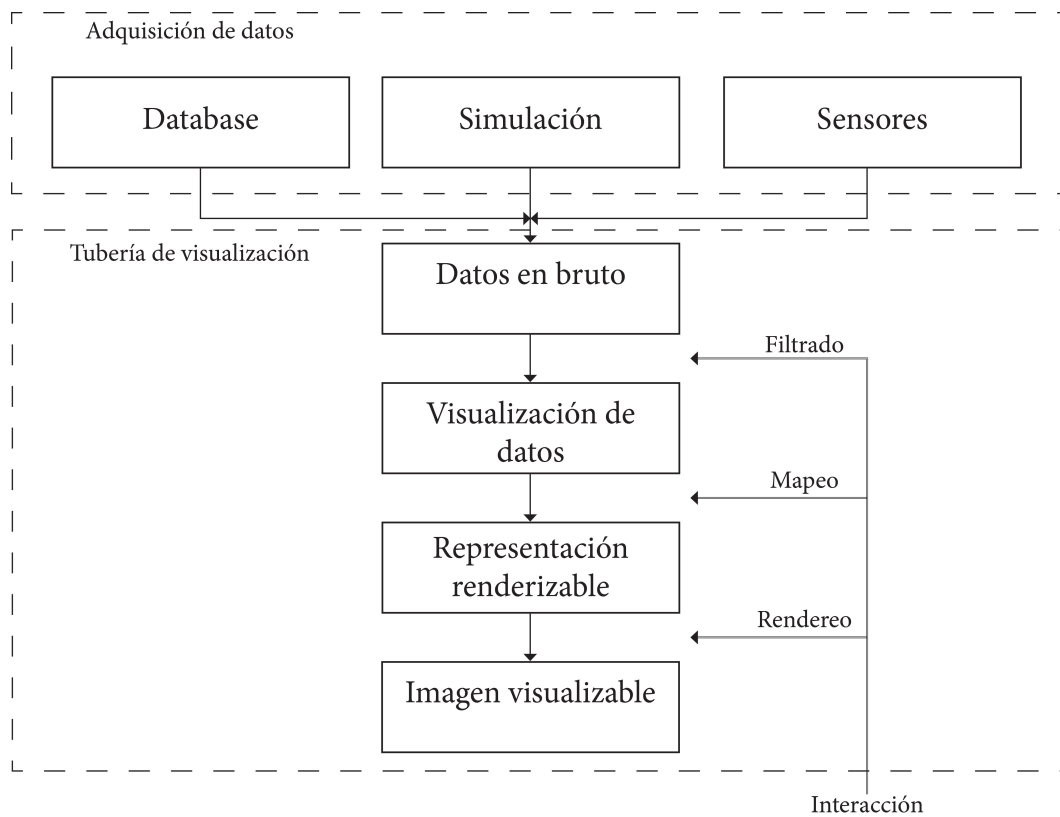 Adquisición de datos
Database
Simulación
Sensores
Tubería de visualización
Datos en bruto
Filtrado
Visualización de
datos
Mapeo
Representación
renderizable
Rendereo
Imagen visualizable
Interacción